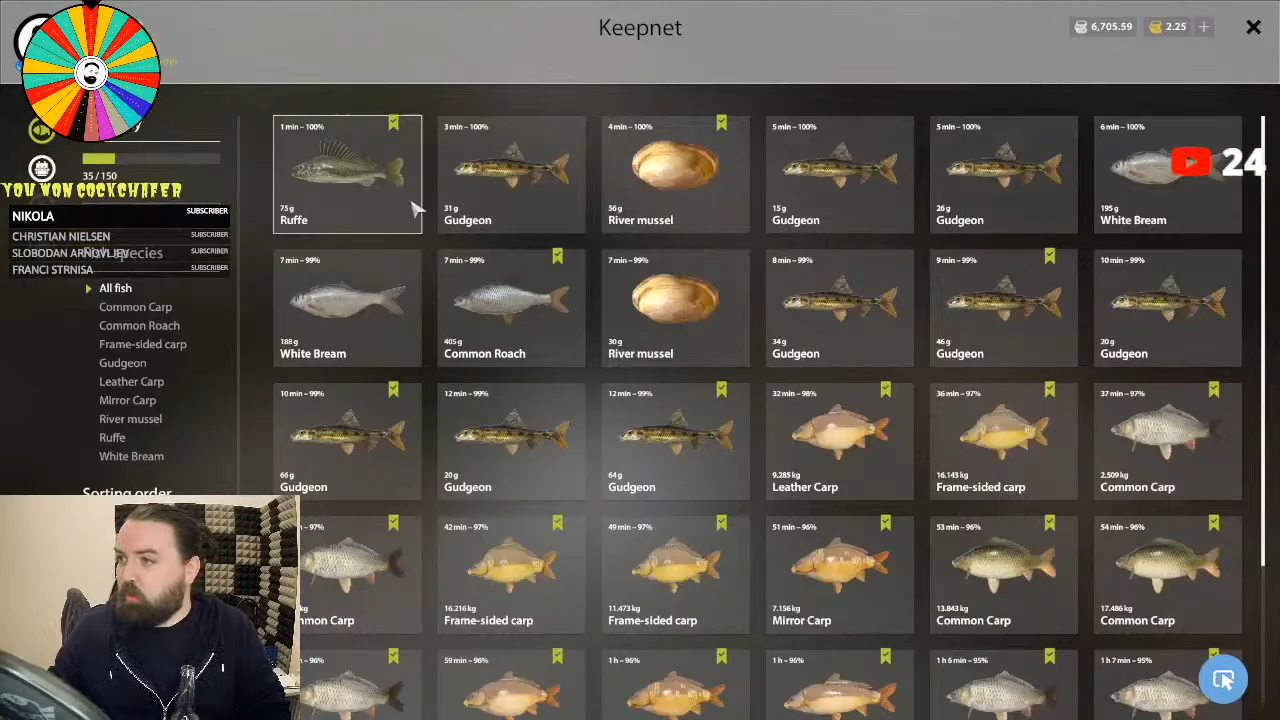 Keepnet
6,705.59
2.25
24
35/150
YOU WON COCKCHAFER
NIKOLA SUBSCRIBER
CHRISTIAN NIELSEN SUBSCRIBER
SLOBODAN SUBSCRIBER
FRANCI STRNISA SUBSCRIBER
species
All fish
Common Carp
Common Roach
Frame-sided carp
Gudgeon
Leather Carp
Mirror Carp
River mussel
Ruffe
White Bream
Sorting order
1 min – 100%
75 g
Ruffe
3 min – 100%
31 g
Gudgeon
4 min – 100%
56 g
River mussel
5 min – 100%
15 g
Gudgeon
5 min – 100%
26 g
Gudgeon
6 min – 100%
195 g
White Bream
7 min – 99%
188 g
White Bream
7 min – 99%
405 g
Common Roach
7 min – 99%
30 g
River mussel
8 min – 99%
34 g
Gudgeon
9 min – 99%
46 g
Gudgeon
10 min – 99%
20 g
Gudgeon
10 min – 99%
66 g
Gudgeon
12 min – 99%
20 g
Gudgeon
12 min – 99%
64 g
Gudgeon
32 min – 98%
9.285 kg
Leather Carp
36 min – 97%
16.143 kg
Frame-sided carp
37 min – 97%
2.509 kg
Common Carp
– 97%
kg
mmon Carp
42 min – 97%
16.216 kg
Frame-sided carp
49 min – 97%
11.473 kg
Frame-sided carp
51 min – 96%
7.156 kg
Mirror Carp
53 min – 96%
13.843 kg
Common Carp
54 min – 96%
17.486 kg
Common Carp
– 96%
59 min – 96%
1 h – 96%
1 h – 96%
1 h 6 min – 95%
1 h 7 min – 95%